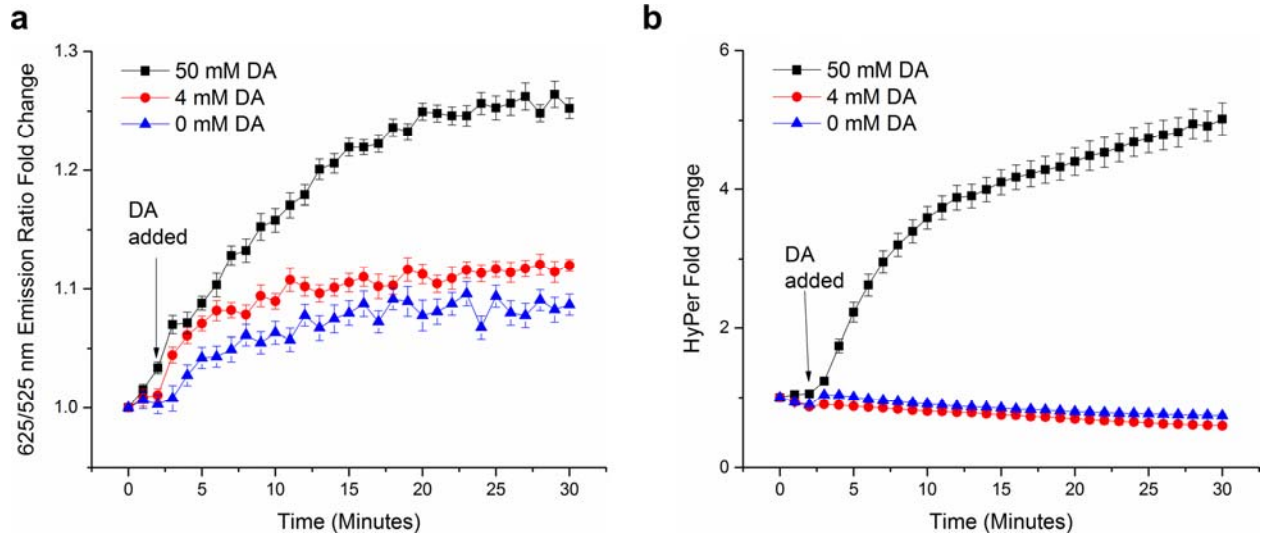 a
1.3
1.2
1.1
1.0
625/525 nm Emission Ratio Fold Change
50 mM DA
4 mM DA
0 mM DA
DA
added
0 5 10 15 20 25 30
Time (Minutes)
b
6
4
2
0
HyPer Fold Change
50 mM DA
4 mM DA
0 mM DA
DA
added
0 5 10 15 20 25 30
Time (Minutes)